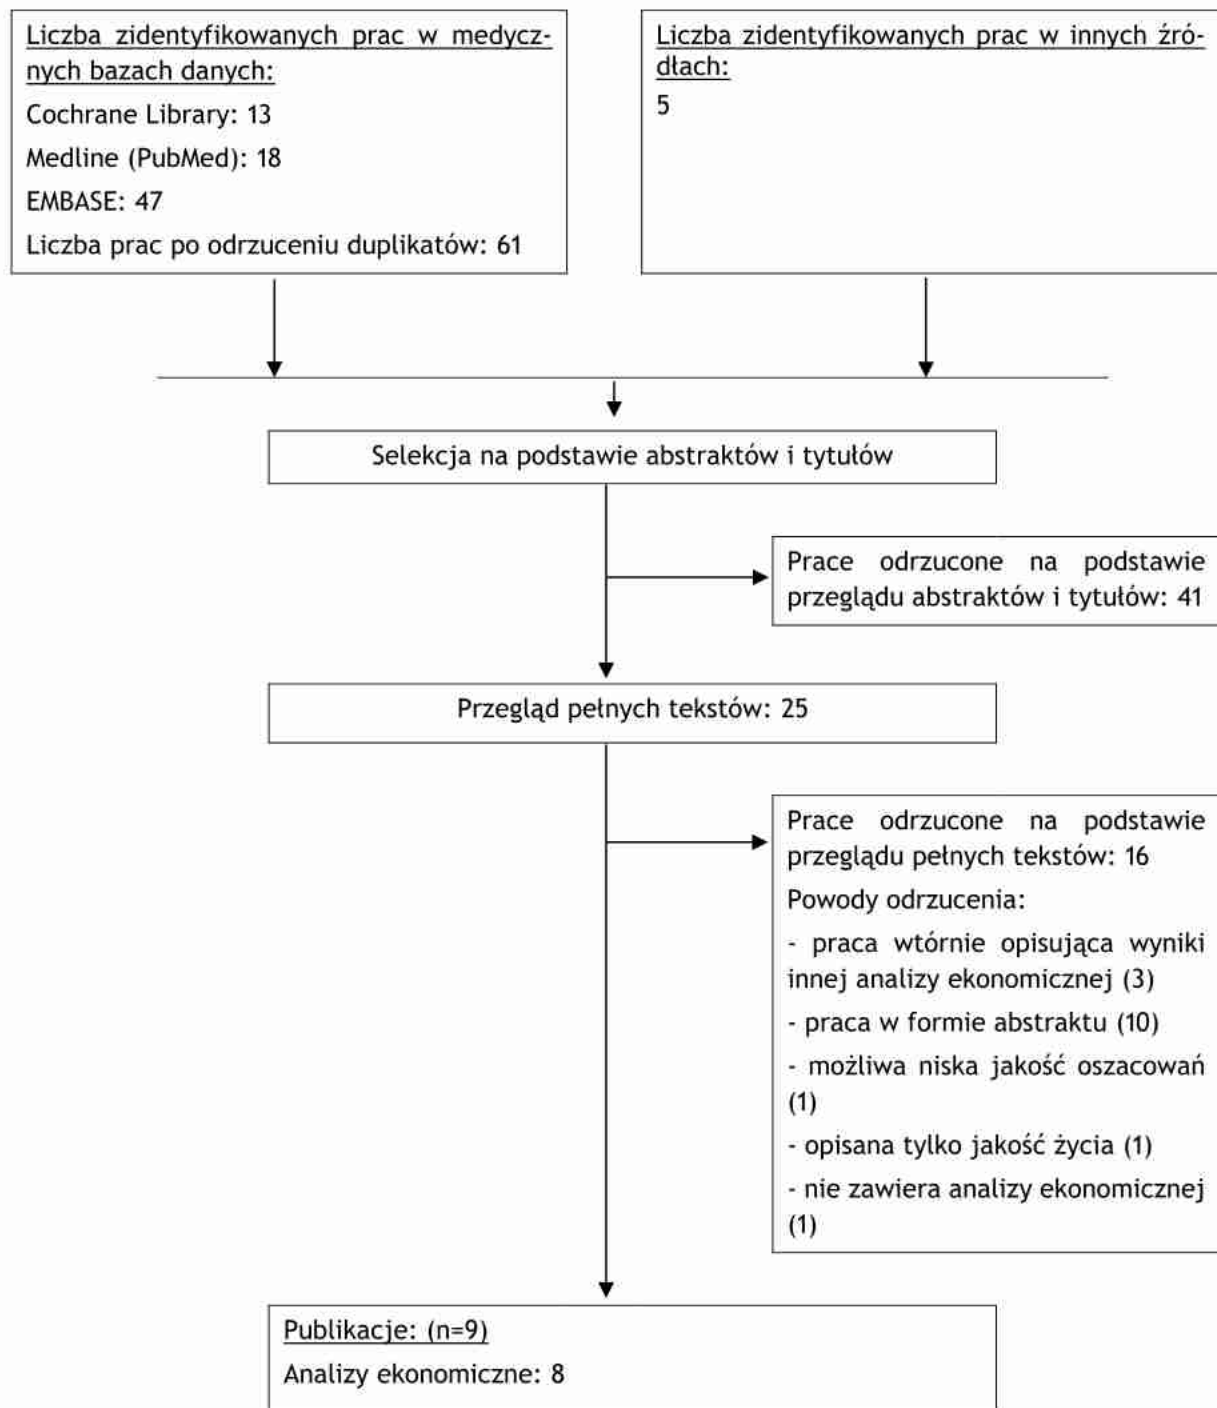 Liczba zidentyfikowanych prac w medycz-
nych bazach danych:
Cochrane Library: 13
Medline (PubMed): 18
EMBASE: 47
Liczba prac po odrzuceniu duplikatów: 61
Liczba zidentyfikowanych prac w innych źró-
dłach:
5
Selekcja na podstawie abstraktów i tytułów
Prace odrzucone na podstawie
przeglądu abstraktów i tytułów: 41
Przegląd pełnych tekstów: 25
Prace odrzucone na podstawie
przeglądu pełnych tekstów: 16
Powody odrzucenia:
- praca wtórnie opisująca wyniki
innej analizy ekonomicznej (3)
- praca w formie abstraktu (10)
- możliwa niska jakość oszacowań
(1)
- opisana tylko jakość życia (1)
- nie zawiera analizy ekonomicznej
(1)
Publikacje: (n=9)
Analizy ekonomiczne: 8